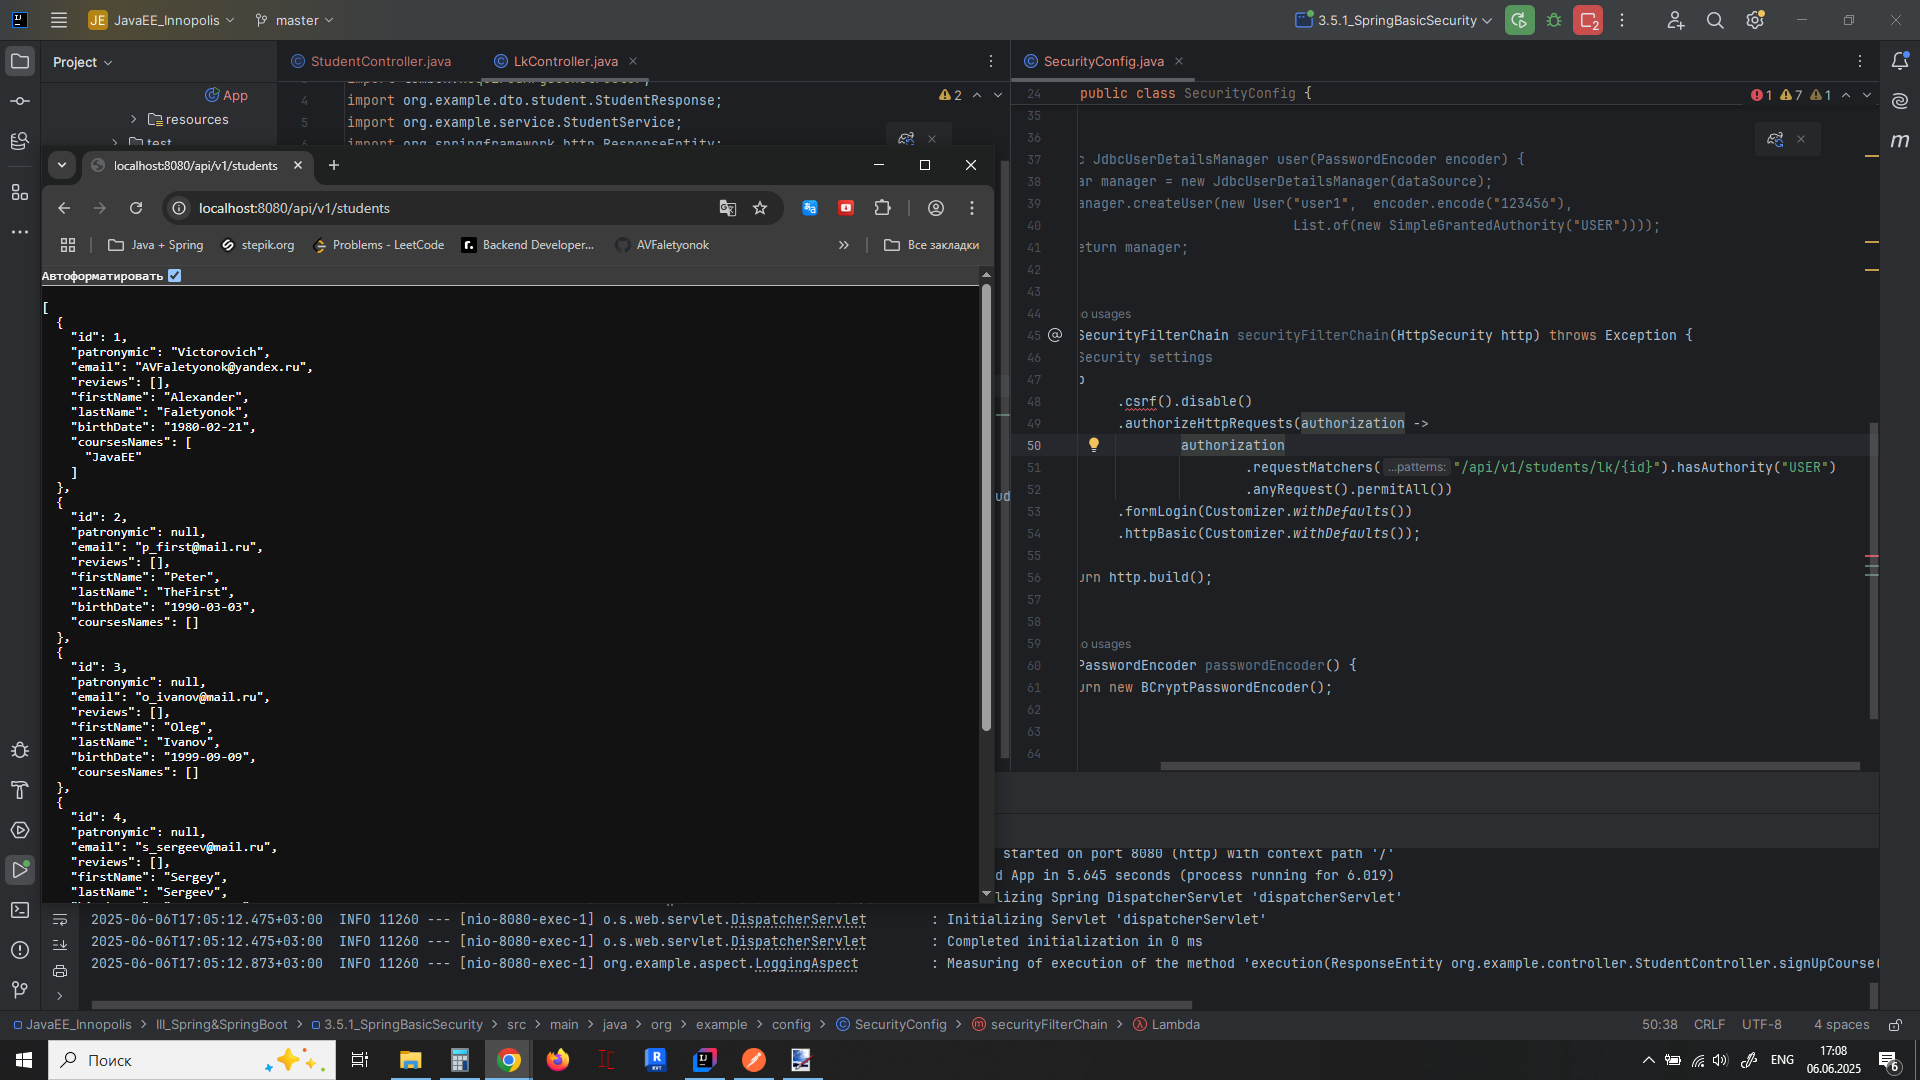 JE JavaEE_Innopolis master 3.5.1_SpringBasicSecurity 2
Project StudentController.java LkController.java SecurityConfig.java
App
resources
test
4 import org.example.dto.student.StudentResponse;
5 import org.example.service.StudentService;
import org.springframework.http.ResponseEntity;
2
24 public class SecurityConfig { 1 7 1
35
36
37 c JdbcUserDetailsManager user(PasswordEncoder encoder) {
38 ar manager = new JdbcUserDetailsManager(dataSource);
39 anager.createUser(new User("user1", encoder.encode("123456"),
40 List.of(new SimpleGrantedAuthority("USER"))));
41 eturn manager;
42
43
44 o usages
45 SecurityFilterChain securityFilterChain(HttpSecurity http) throws Exception {
46 Security settings
47 p
48 .csrf().disable()
49 .authorizeHttpRequests(authorization ->
50 authorization
51 .requestMatchers( ...patterns: "/api/v1/students/lk/{id}").hasAuthority("USER")
52 .anyRequest().permitAll())
53 .formLogin(Customizer.withDefaults())
54 .httpBasic(Customizer.withDefaults());
55
56 urn http.build();
57
58
59 o usages
60 PasswordEncoder passwordEncoder() {
61 urn new BCryptPasswordEncoder();
62
63
64
ud
localhost:8080/api/v1/students
localhost:8080/api/v1/students
Java + Spring stepik.org Problems - LeetCode Backend Developer... AVFaletyonok » Все закладки
Автоформатировать
[
{
"id": 1,
"patronymic": "Victorovich",
"email": "AVFaletyonok@yandex.ru",
"reviews": [],
"firstName": "Alexander",
"lastName": "Faletyonok",
"birthDate": "1980-02-21",
"coursesNames": [
"JavaEE"
]
},
{
"id": 2,
"patronymic": null,
"email": "p_first@mail.ru",
"reviews": [],
"firstName": "Peter",
"lastName": "TheFirst",
"birthDate": "1990-03-03",
"coursesNames": []
},
{
"id": 3,
"patronymic": null,
"email": "o_ivanov@mail.ru",
"reviews": [],
"firstName": "Oleg",
"lastName": "Ivanov",
"birthDate": "1999-09-09",
"coursesNames": []
},
{
"id": 4,
"patronymic": null,
"email": "s_sergeev@mail.ru",
"reviews": [],
"firstName": "Sergey",
"lastName": "Sergeev",
started on port 8080 (http) with context path '/'
d App in 5.645 seconds (process running for 6.019)
lizing Spring DispatcherServlet 'dispatcherServlet'
2025-06-06T17:05:12.475+03:00 INFO 11260 --- [nio-8080-exec-1] o.s.web.servlet.DispatcherServlet : Initializing Servlet 'dispatcherServlet'
2025-06-06T17:05:12.475+03:00 INFO 11260 --- [nio-8080-exec-1] o.s.web.servlet.DispatcherServlet : Completed initialization in 0 ms
2025-06-06T17:05:12.873+03:00 INFO 11260 --- [nio-8080-exec-1] org.example.aspect.LoggingAspect : Measuring of execution of the method 'execution(ResponseEntity org.example.controller.StudentController.signUpCourse(
JavaEE_Innopolis > III_Spring&SpringBoot > 3.5.1_SpringBasicSecurity > src > main > java > org > example > config > SecurityConfig > securityFilterChain > Lambda 50:38 CRLF UTF-8 4 spaces
Поиск ENG 17:08
06.06.2025 6